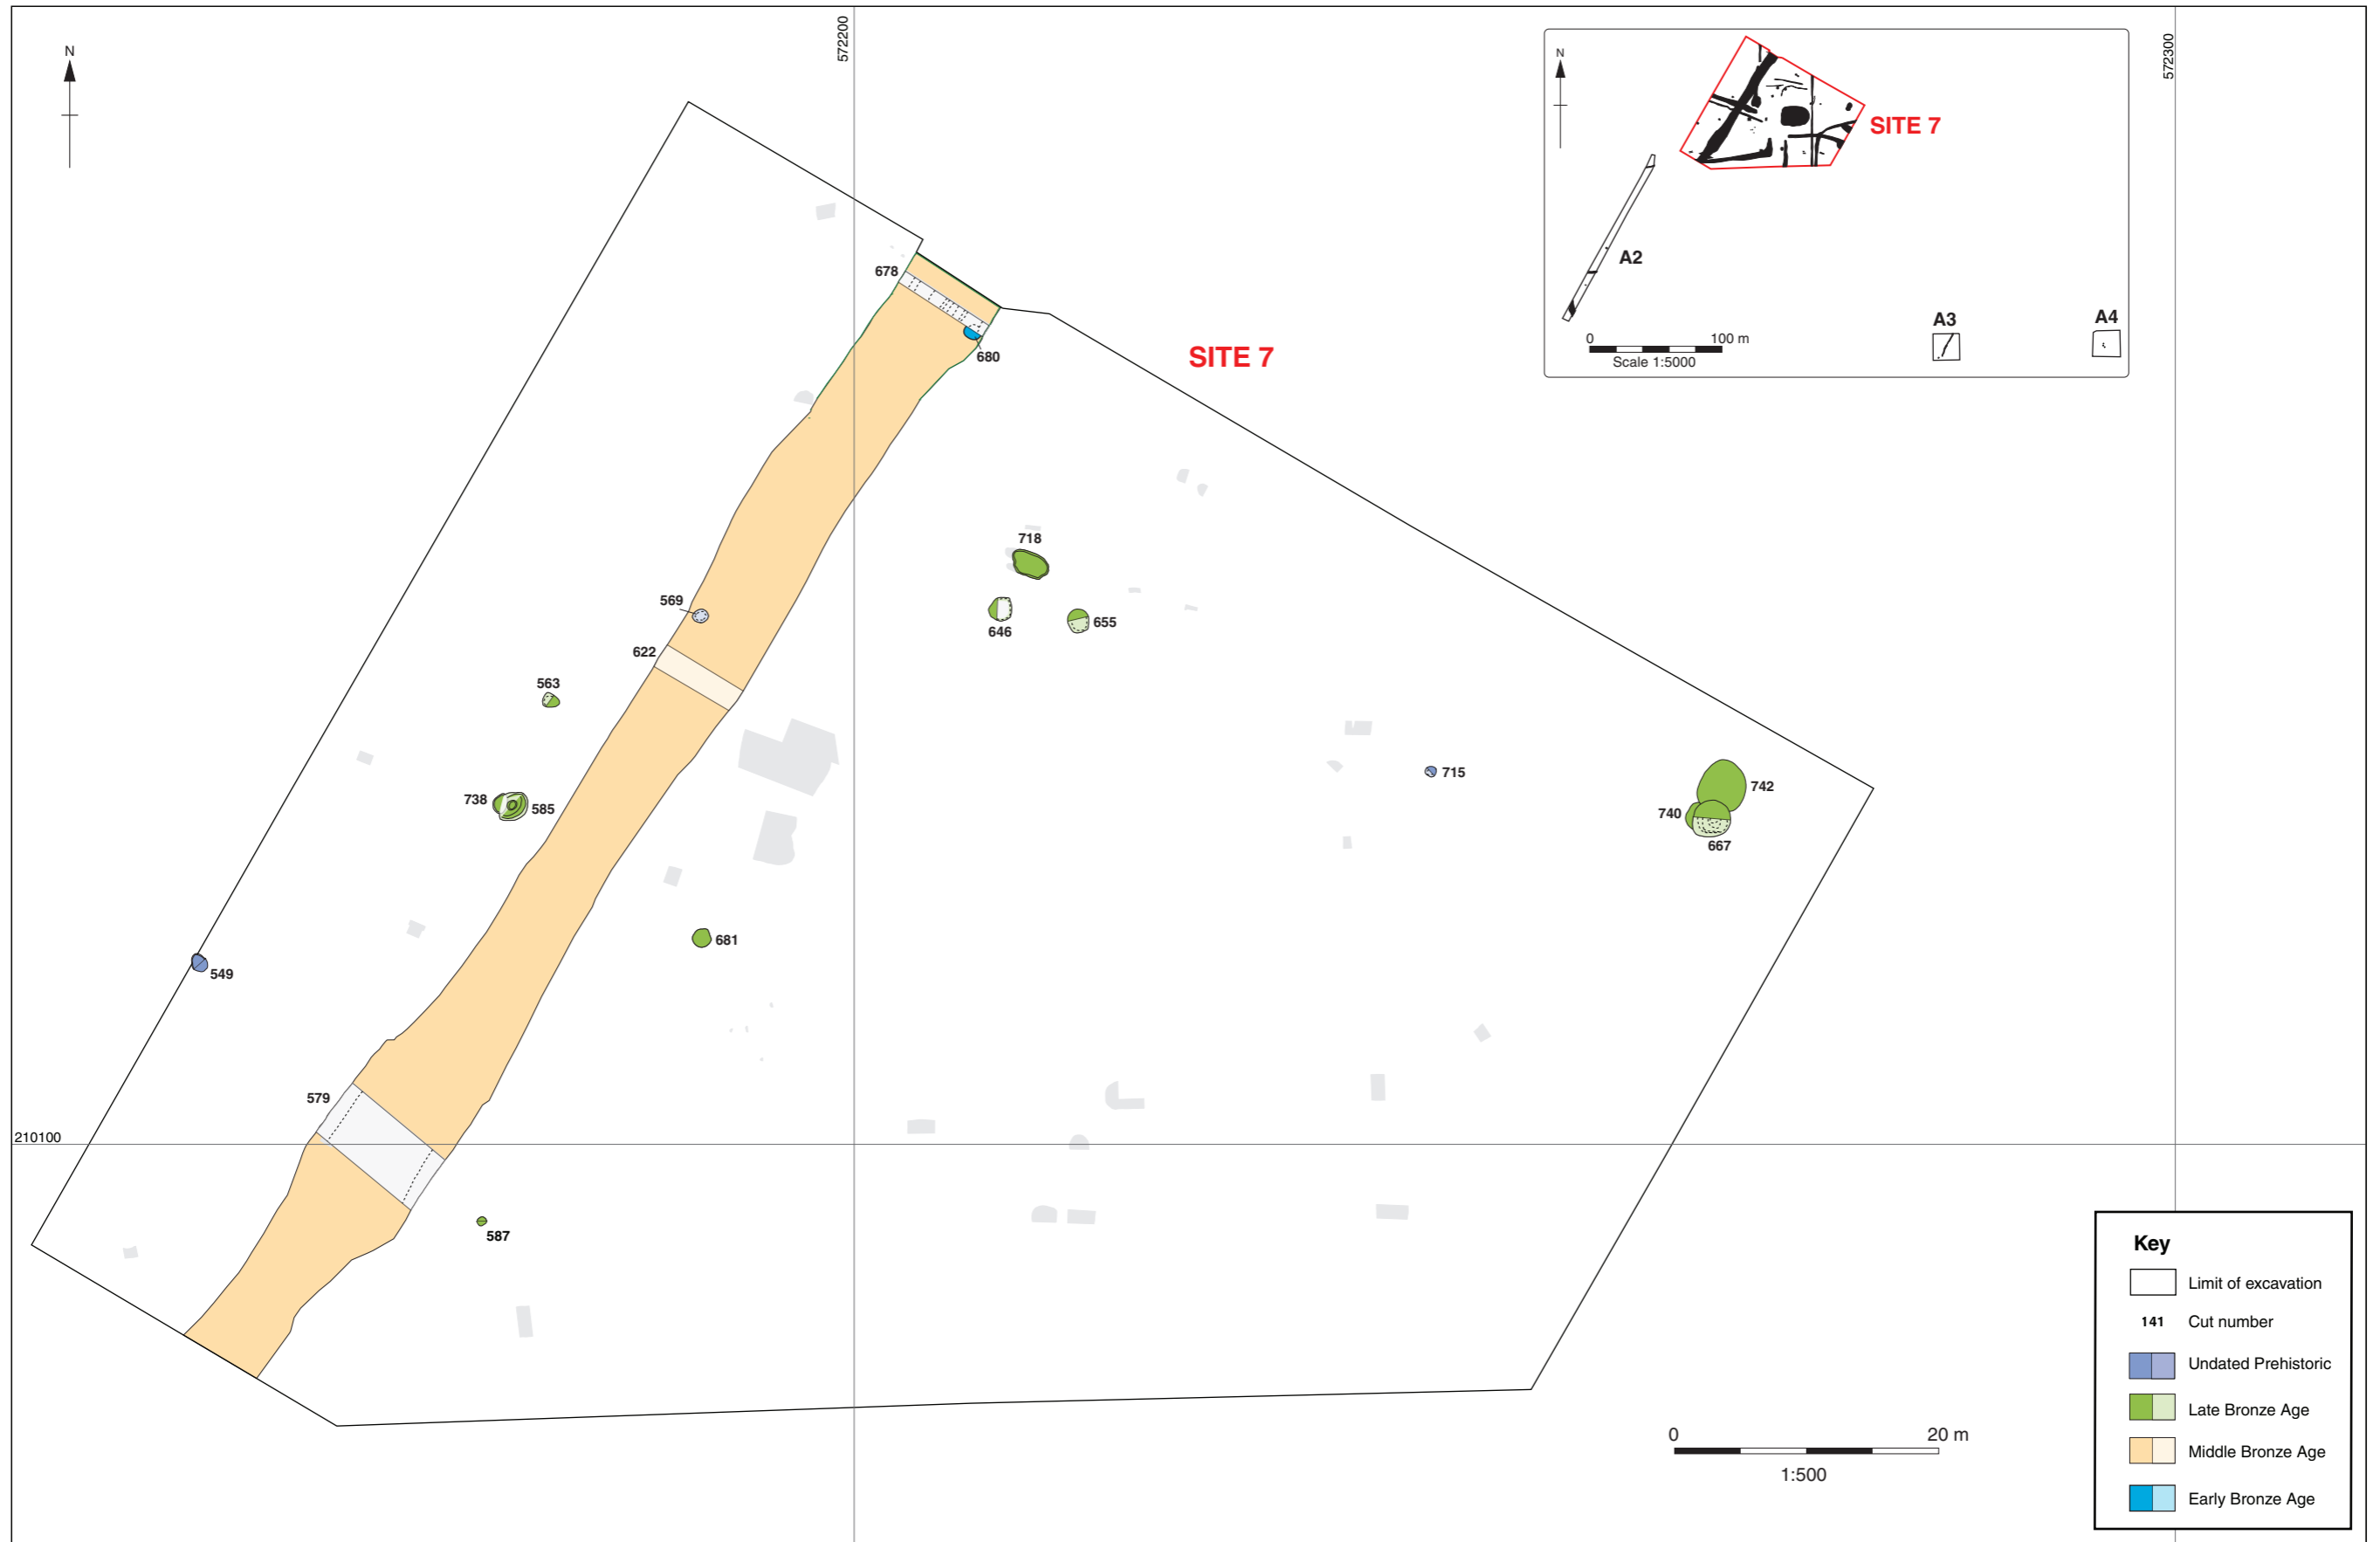 N
572200
572300
N
SITE 7
A2
A3
A4
0 100 m
Scale 1:5000
678
680
SITE 7
718
569
646
655
622
563
715
742
738
585
740
667
681
549
579
210100
587
Key
Limit of excavation
141 Cut number
Undated Prehistoric
Late Bronze Age
Middle Bronze Age
Early Bronze Age
0 20 m
1:500